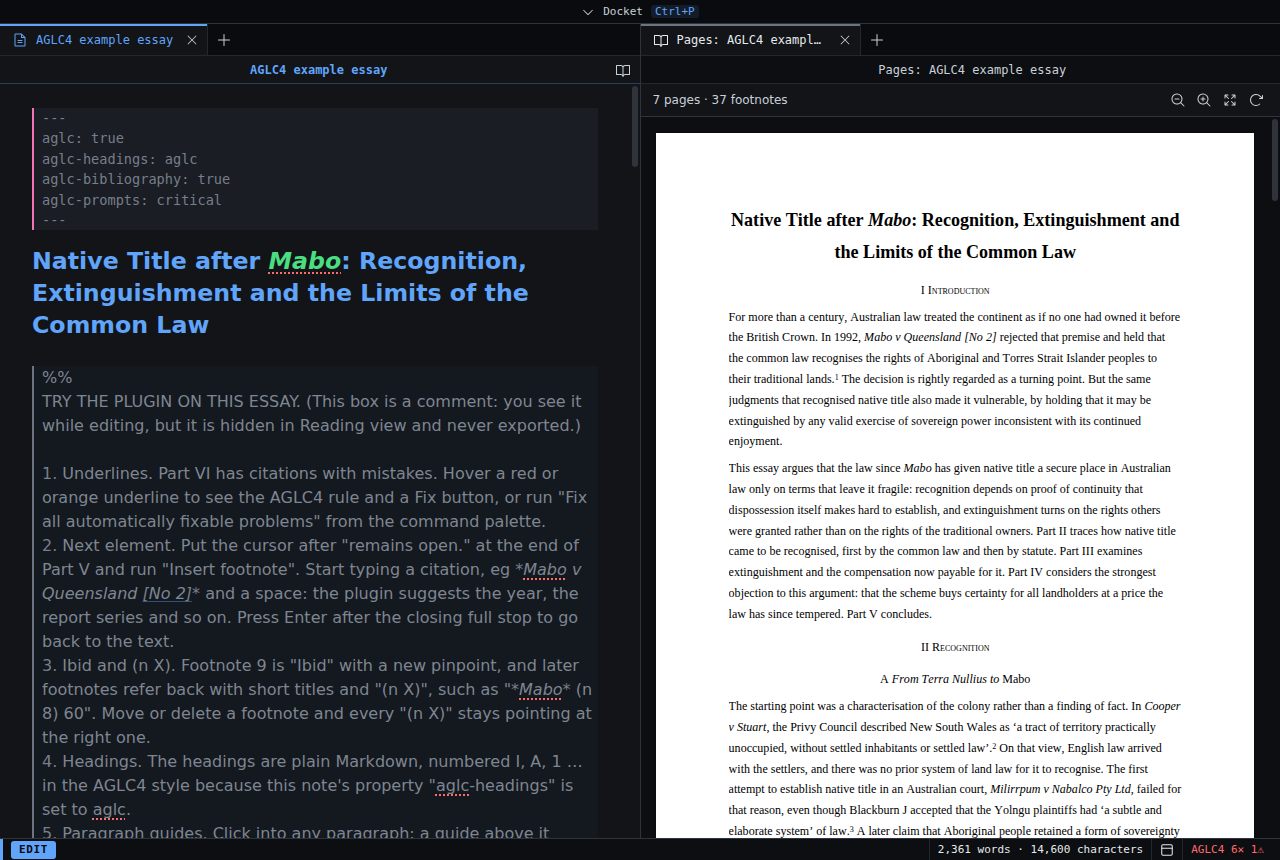 Docket Ctrl+P
AGLC4 example essay
Pages: AGLC4 exampl…
AGLC4 example essay
Pages: AGLC4 example essay
7 pages · 37 footnotes
---
aglc: true
aglc-headings: aglc
aglc-bibliography: true
aglc-prompts: critical
---
Native Title after Mabo: Recognition,
Extinguishment and the Limits of the
Common Law
%%
TRY THE PLUGIN ON THIS ESSAY. (This box is a comment: you see it
while editing, but it is hidden in Reading view and never exported.)
1. Underlines. Part VI has citations with mistakes. Hover a red or
orange underline to see the AGLC4 rule and a Fix button, or run "Fix
all automatically fixable problems" from the command palette.
2. Next element. Put the cursor after "remains open." at the end of
Part V and run "Insert footnote". Start typing a citation, eg *Mabo v
Queensland [No 2]* and a space: the plugin suggests the year, the
report series and so on. Press Enter after the closing full stop to go
back to the text.
3. Ibid and (n X). Footnote 9 is "Ibid" with a new pinpoint, and later
footnotes refer back with short titles and "(n X)", such as "*Mabo* (n
8) 60". Move or delete a footnote and every "(n X)" stays pointing at
the right one.
4. Headings. The headings are plain Markdown, numbered I, A, 1 …
in the AGLC4 style because this note's property "aglc-headings" is
set to aglc.
5. Paragraph guides. Click into any paragraph: a guide above it
Native Title after Mabo: Recognition, Extinguishment and
the Limits of the Common Law
I Introduction
For more than a century, Australian law treated the continent as if no one had owned it before
the British Crown. In 1992, Mabo v Queensland [No 2] rejected that premise and held that
the common law recognises the rights of Aboriginal and Torres Strait Islander peoples to
their traditional lands.1 The decision is rightly regarded as a turning point. But the same
judgments that recognised native title also made it vulnerable, by holding that it may be
extinguished by any valid exercise of sovereign power inconsistent with its continued
enjoyment.
This essay argues that the law since Mabo has given native title a secure place in Australian
law only on terms that leave it fragile: recognition depends on proof of continuity that
dispossession itself makes hard to establish, and extinguishment turns on the rights others
were granted rather than on the rights of the traditional owners. Part II traces how native title
came to be recognised, first by the common law and then by statute. Part III examines
extinguishment and the compensation now payable for it. Part IV considers the strongest
objection to this argument: that the scheme buys certainty for all landholders at a price the
law has since tempered. Part V concludes.
II Recognition
A From Terra Nullius to Mabo
The starting point was a characterisation of the colony rather than a finding of fact. In Cooper
v Stuart, the Privy Council described New South Wales as ‘a tract of territory practically
unoccupied, without settled inhabitants or settled law’.2 On that view, English law arrived
with the settlers, and there was no prior system of land law for it to recognise. The first
attempt to establish native title in an Australian court, Milirrpum v Nabalco Pty Ltd, failed for
that reason, even though Blackburn J accepted that the Yolngu plaintiffs had ‘a subtle and
elaborate system’ of law.3 A later claim that Aboriginal people retained a form of sovereignty
EDIT
2,361 words · 14,600 characters
AGLC4 6× 1⚠